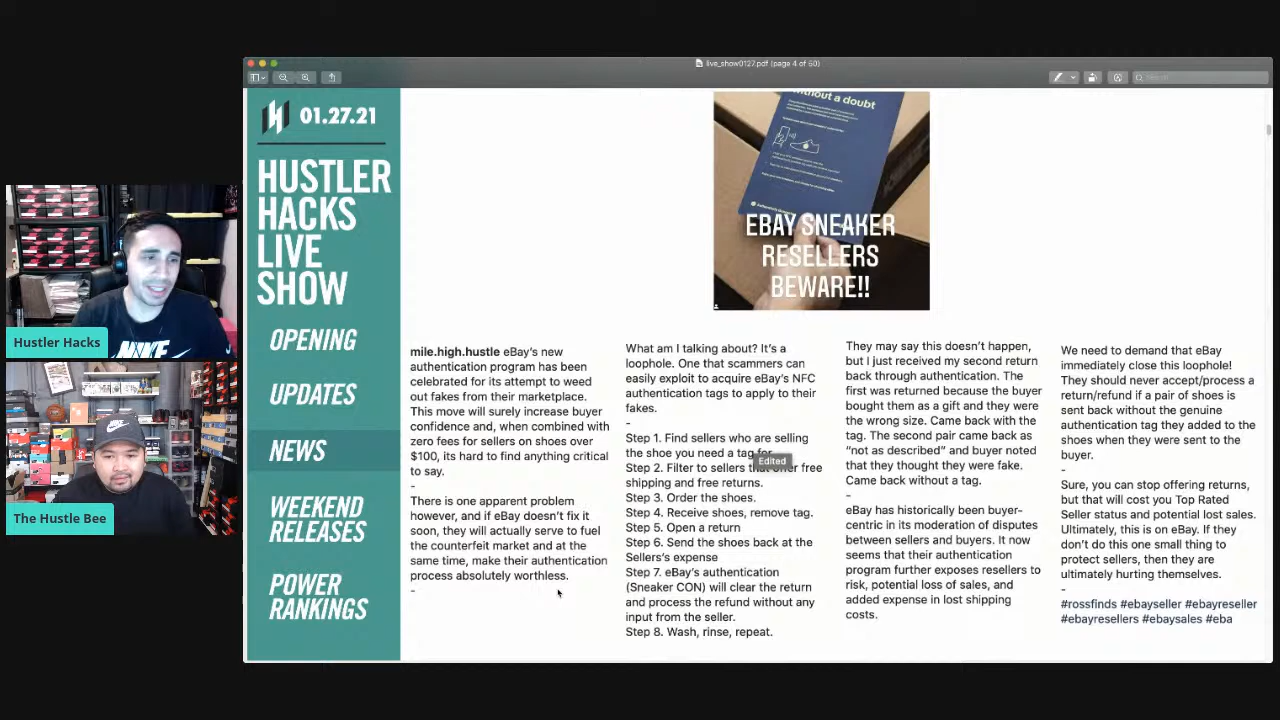 live_show0127.pdf (page 4 of 60)
Search
01.27.21
HUSTLER
HACKS
LIVE
SHOW
OPENING
UPDATES
NEWS
WEEKEND
RELEASES
POWER
RANKINGS
Hustler Hacks
NIKE
The Hustle Bee
without a doubt
EBAY SNEAKER
RESELLERS
BEWARE!!
mile.high.hustle eBay's new
authentication program has been
celebrated for its attempt to weed
out fakes from their marketplace.
This move will surely increase buyer
confidence and, when combined with
zero fees for sellers on shoes over
$100, its hard to find anything critical
to say.
-
There is one apparent problem
however, and if eBay doesn't fix it
soon, they will actually serve to fuel
the counterfeit market and at the
same time, make their authentication
process absolutely worthless.
-
What am I talking about? It's a
loophole. One that scammers can
easily exploit to acquire eBay's NFC
authentication tags to apply to their
fakes.
-
Step 1. Find sellers who are selling
the shoe you need a tag for.
Step 2. Filter to sellers that offer free
shipping and free returns.
Step 3. Order the shoes.
Step 4. Receive shoes, remove tag.
Step 5. Open a return
Step 6. Send the shoes back at the
Sellers's expense
Step 7. eBay's authentication
(Sneaker CON) will clear the return
and process the refund without any
input from the seller.
Step 8. Wash, rinse, repeat.
Edited
They may say this doesn't happen,
but I just received my second return
back through authentication. The
first was returned because the buyer
bought them as a gift and they were
the wrong size. Came back with the
tag. The second pair came back as
"not as described" and buyer noted
that they thought they were fake.
Came back without a tag.
-
eBay has historically been buyer-
centric in its moderation of disputes
between sellers and buyers. It now
seems that their authentication
program further exposes resellers to
risk, potential loss of sales, and
added expense in lost shipping
costs.
We need to demand that eBay
immediately close this loophole!
They should never accept/process a
return/refund if a pair of shoes is
sent back without the genuine
authentication tag they added to the
shoes when they were sent to the
buyer.
-
Sure, you can stop offering returns,
but that will cost you Top Rated
Seller status and potential lost sales.
Ultimately, this is on eBay. If they
don't do this one small thing to
protect sellers, then they are
ultimately hurting themselves.
-
#rossfinds #ebayseller #ebayreseller
#ebayresellers #ebaysales #eba